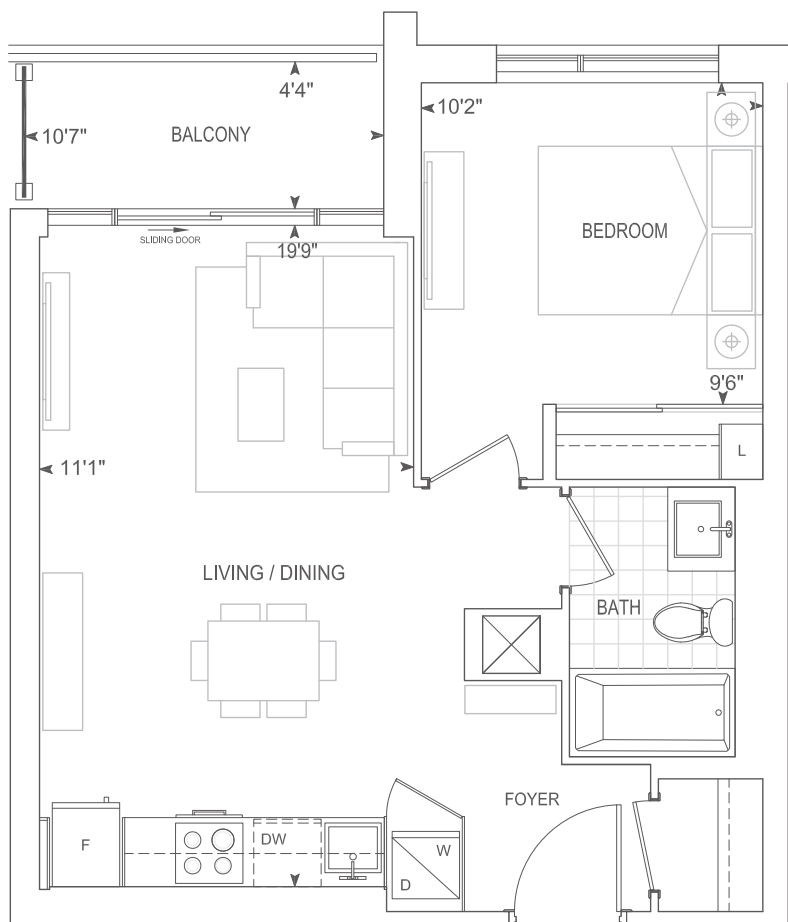 4'4"
10'7"
BALCONY
10'2"
SLIDING DOOR
19'9"
BEDROOM
9'6"
L
11'1"
LIVING / DINING
BATH
FOYER
F
DW
W
D